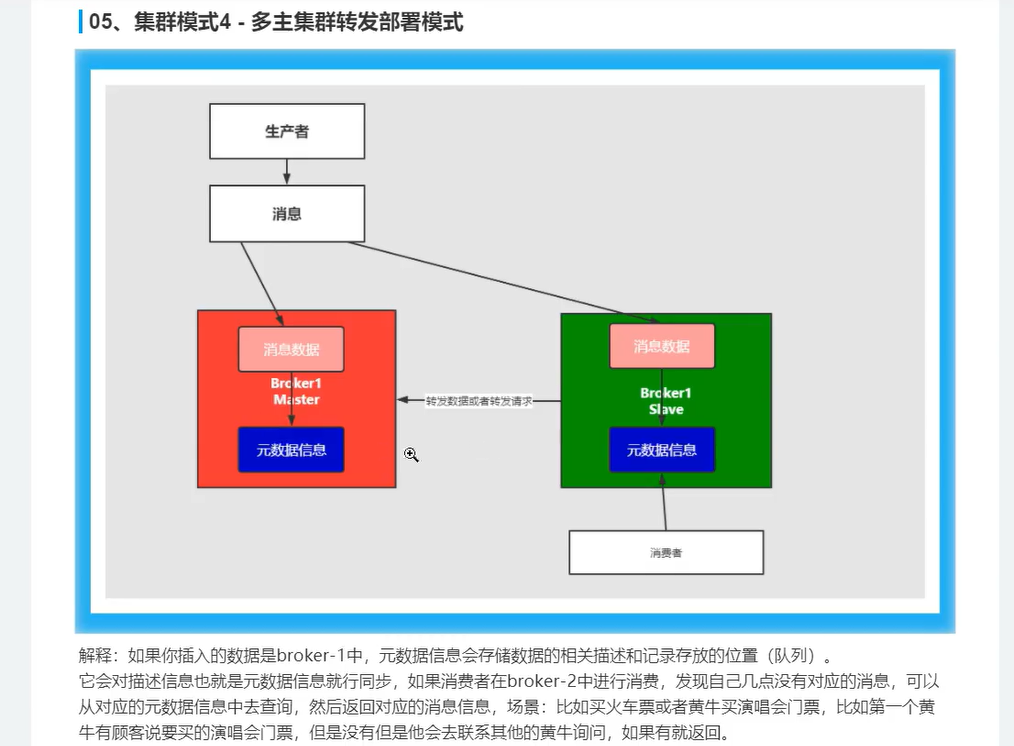 05、集群模式4 - 多主集群转发部署模式
生产者
消息
消息数据
Broker1
Master
元数据信息
转发数据或者转发请求
消息数据
Broker1
Slave
元数据信息
消费者
解释：如果你插入的数据是broker-1中，元数据信息会存储数据的相关描述和记录存放的位置（队列）。
它会对描述信息也就是元数据信息就行同步，如果消费者在broker-2中进行消费，发现自己几点没有对应的消息，可以
从对应的元数据信息中去查询，然后返回对应的消息信息，场景：比如买火车票或者黄牛买演唱会门票，比如第一个黄
牛有顾客说要买的演唱会门票，但是没有但是他会去联系其他的黄牛询问，如果有就返回。